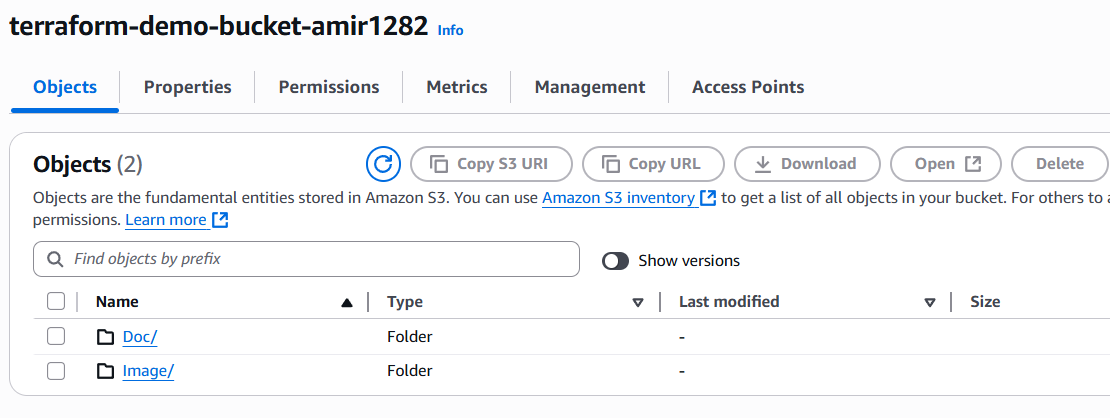 terraform-demo-bucket-amir1282 Info
Objects Properties Permissions Metrics Management Access Points
Objects (2) Copy S3 URI Copy URL Download Open Delete
Objects are the fundamental entities stored in Amazon S3. You can use Amazon S3 inventory to get a list of all objects in your bucket. For others to a
permissions. Learn more
Find objects by prefix Show versions
Name Type Last modified Size
Doc/ Folder -
Image/ Folder -